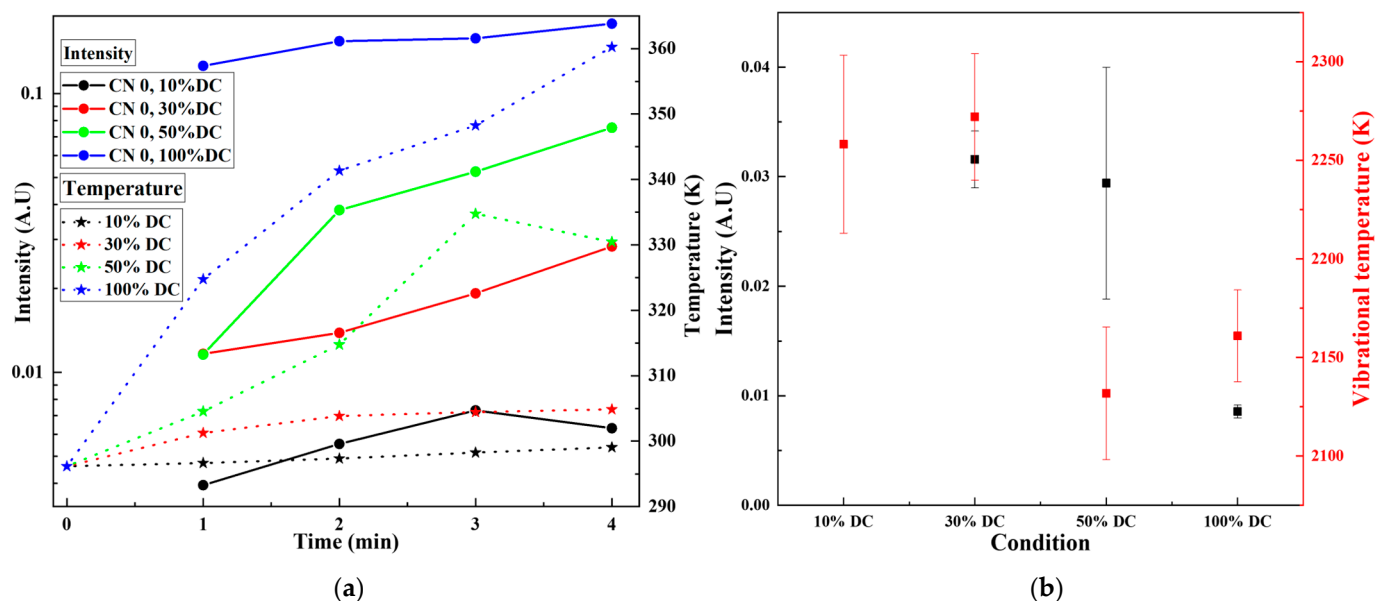 Intensity
CN 0, 10%DC
CN 0, 30%DC
CN 0, 50%DC
CN 0, 100%DC
Temperature
10% DC
30% DC
50% DC
100% DC
Intensity (A.U)
0.1
0.01
Temperature (K)
360
350
340
330
320
310
305
300
295
290
0
1
2
3
4
Time (min)
(a)
Intensity (A.U)
0.04
0.03
0.02
0.01
0.00
Vibrational temperature (K)
2300
2250
2200
2150
2100
10% DC
30% DC
50% DC
100% DC
Condition
(b)